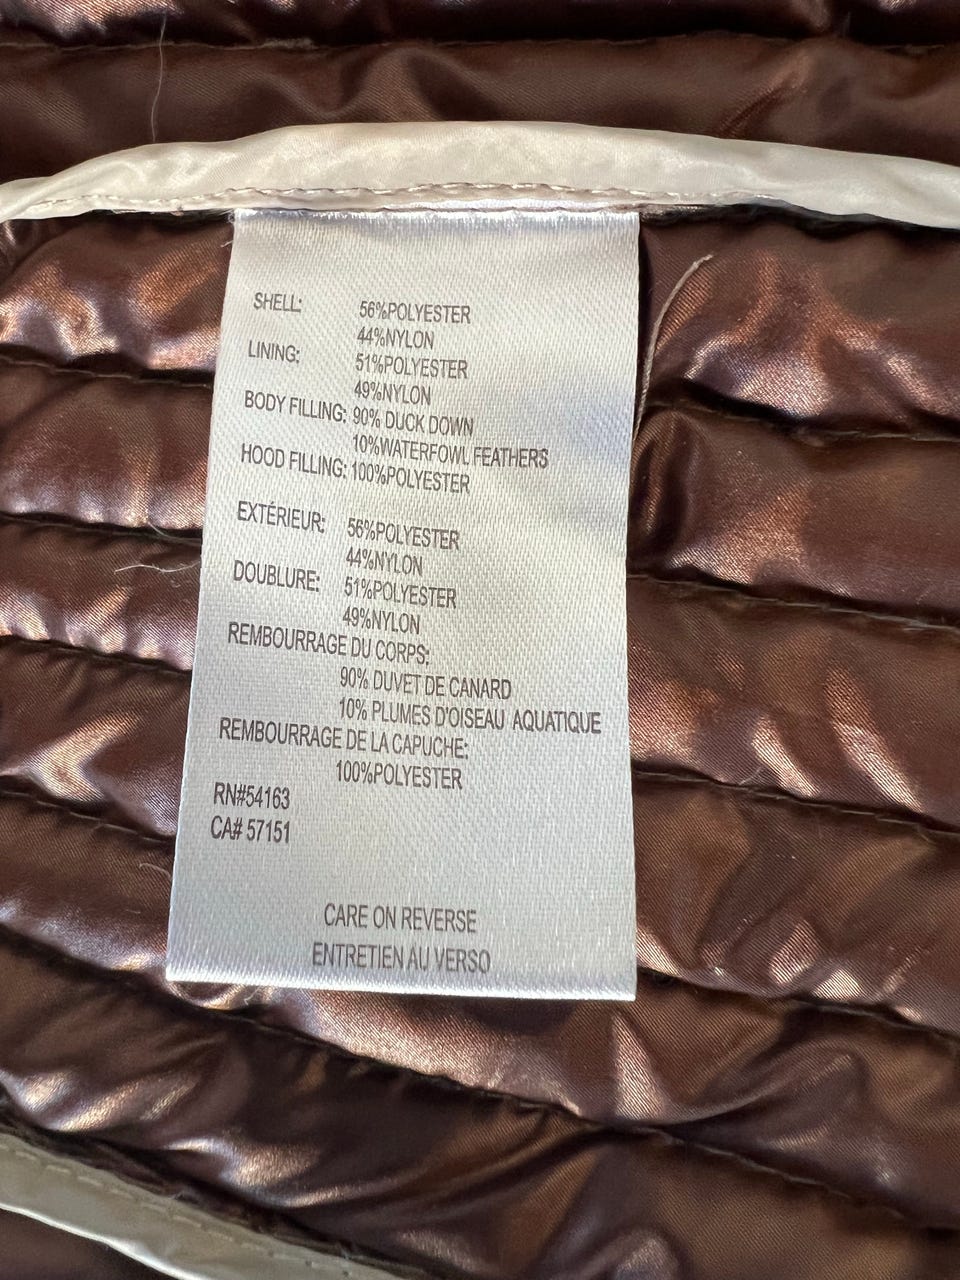 SHELL: 56%POLYESTER
44%NYLON
LINING: 51%POLYESTER
49%NYLON
BODY FILLING: 90% DUCK DOWN
10%WATERFOWL FEATHERS
HOOD FILLING: 100%POLYESTER
EXTÉRIEUR: 56%POLYESTER
44%NYLON
DOUBLURE: 51%POLYESTER
49%NYLON
REMBOURRAGE DU CORPS:
90% DUVET DE CANARD
10% PLUMES D'OISEAU AQUATIQUE
REMBOURRAGE DE LA CAPUCHE:
100%POLYESTER
RN#54163
CA# 57151
CARE ON REVERSE
ENTRETIEN AU VERSO